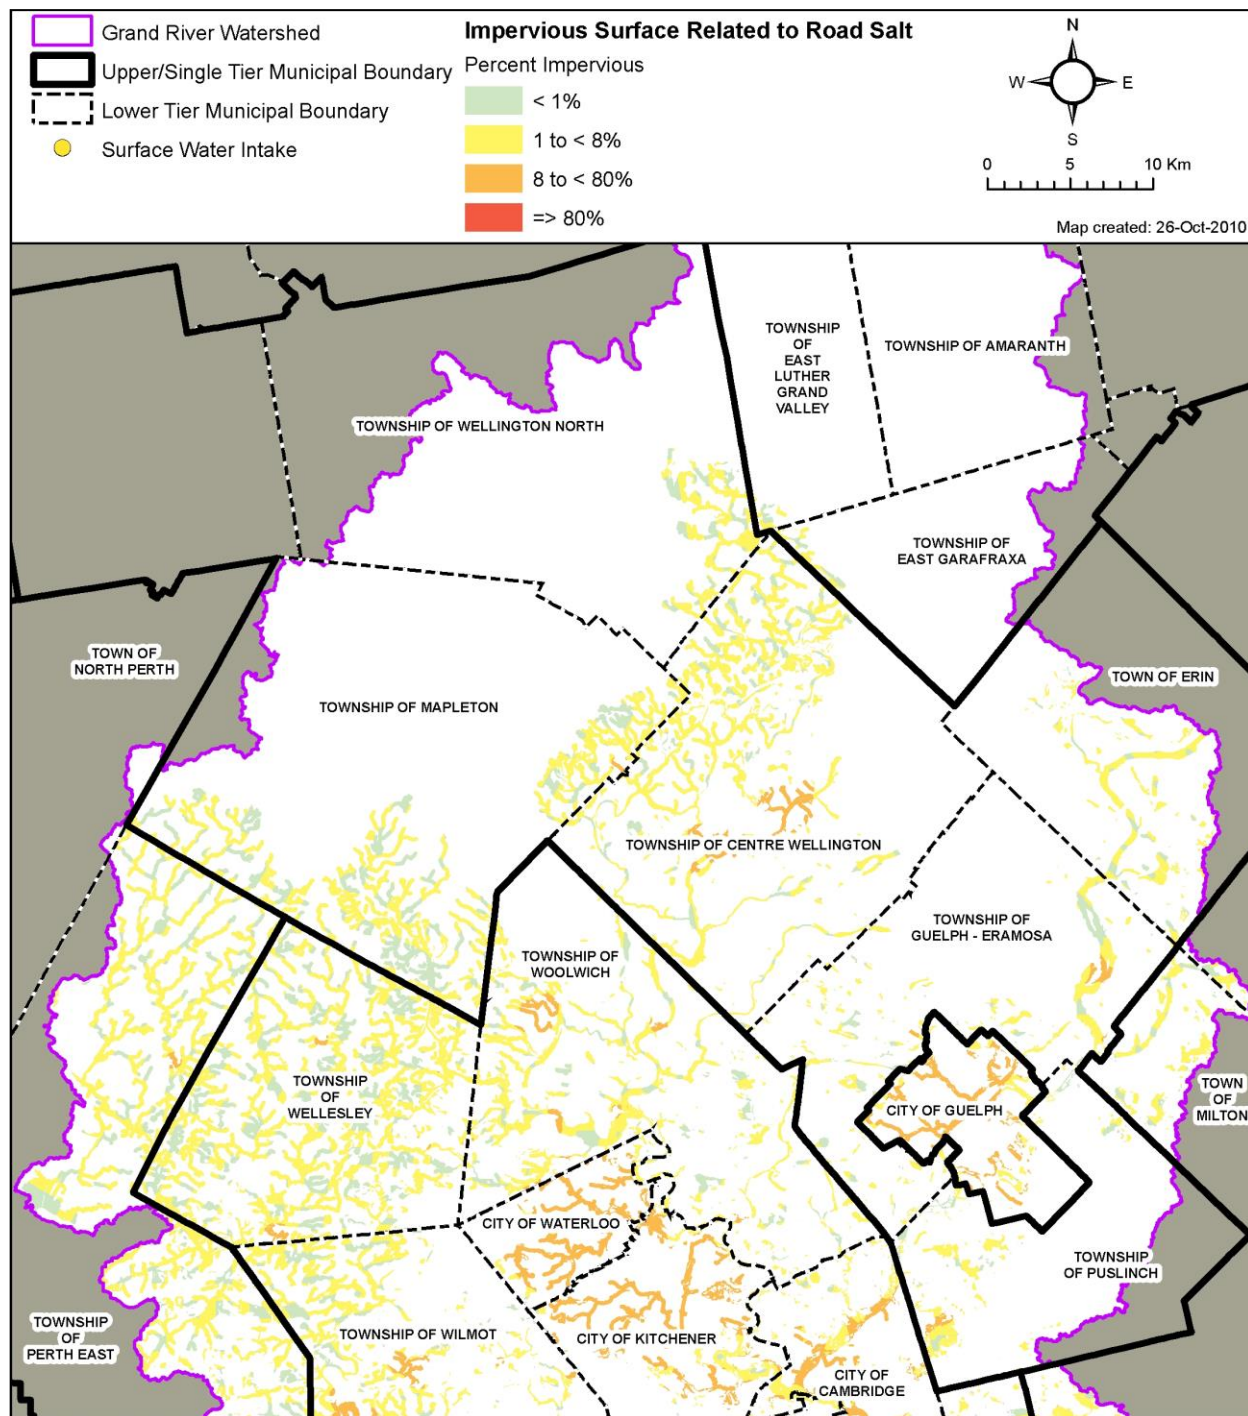 Grand River Watershed
Upper/Single Tier Municipal Boundary
Lower Tier Municipal Boundary
Surface Water Intake
Impervious Surface Related to Road Salt
Percent Impervious
< 1%
1 to < 8%
8 to < 80%
=> 80%
N
W
E
S
0 5 10 Km
Map created: 26-Oct-2010
TOWNSHIP
OF
EAST
LUTHER
GRAND
VALLEY
TOWNSHIP OF AMARANTH
TOWNSHIP OF WELLINGTON NORTH
TOWNSHIP OF
EAST GARAFRAXA
TOWN OF
NORTH PERTH
TOWN OF ERIN
TOWNSHIP OF MAPLETON
TOWNSHIP OF CENTRE WELLINGTON
TOWNSHIP OF
GUELPH - ERAMOSA
TOWNSHIP OF
WOOLWICH
TOWNSHIP
OF
WELLESLEY
CITY OF GUELPH
TOWN
OF
MILTON
CITY OF WATERLOO
TOWNSHIP
OF PUSLINCH
TOWNSHIP
OF
PERTH EAST
TOWNSHIP OF WILMOT
CITY OF KITCHENER
CITY OF
CAMBRIDGE